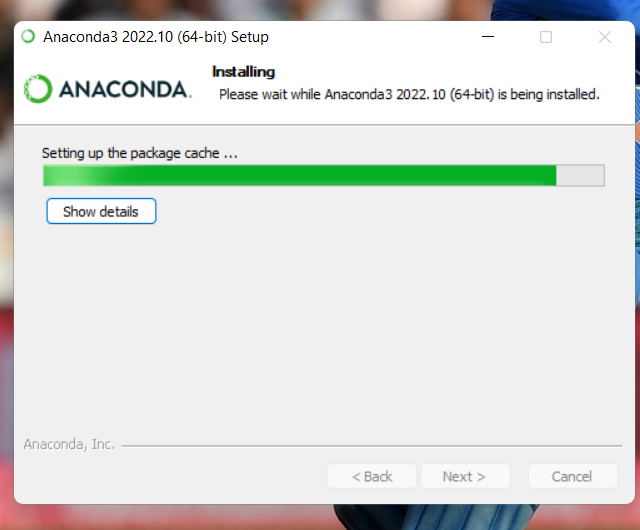 Anaconda3 2022.10 (64-bit) Setup
ANACONDA.
Installing
Please wait while Anaconda3 2022.10 (64-bit) is being installed.
Setting up the package cache ...
Show details
Anaconda, Inc.
< Back
Next >
Cancel